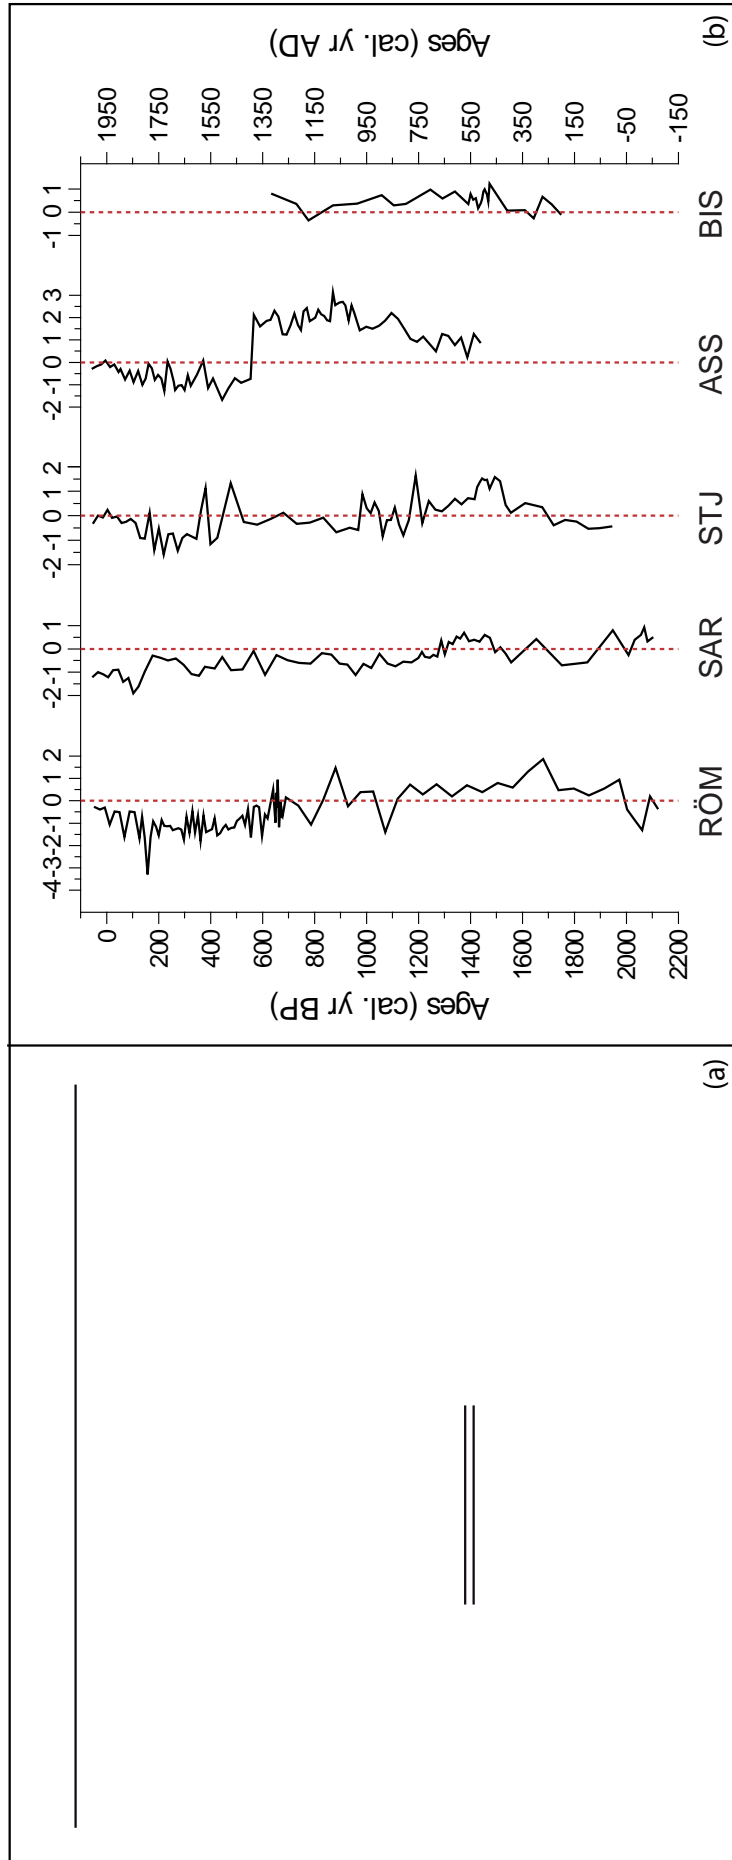 Ages (cal. yr AD)
1950 1750 1550 1350 1150 950 750 550 350 150 -50 -150
-1 0 1
BIS
-2 -1 0 1 2 3
ASS
-2 -1 0 1 2
STJ
-2 -1 0 1
SAR
-4 -3 -2 -1 0 1 2
RÖM
0 200 400 600 800 1000 1200 1400 1600 1800 2000 2200
Ages (cal. yr BP)
(b)
(a)